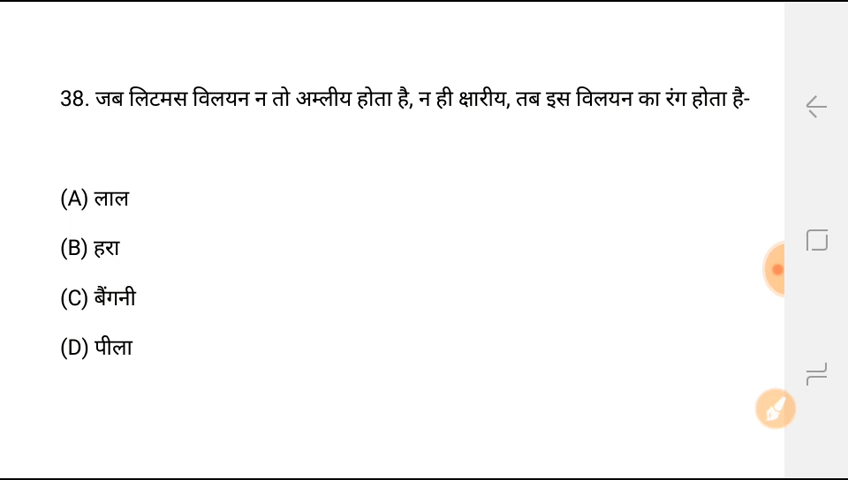 38. जब लिटमस विलयन न तो अम्लीय होता है, न ही क्षारीय, तब इस विलयन का रंग होता है-
(A) लाल
(B) हरा
(C) बैंगनी
(D) पीला